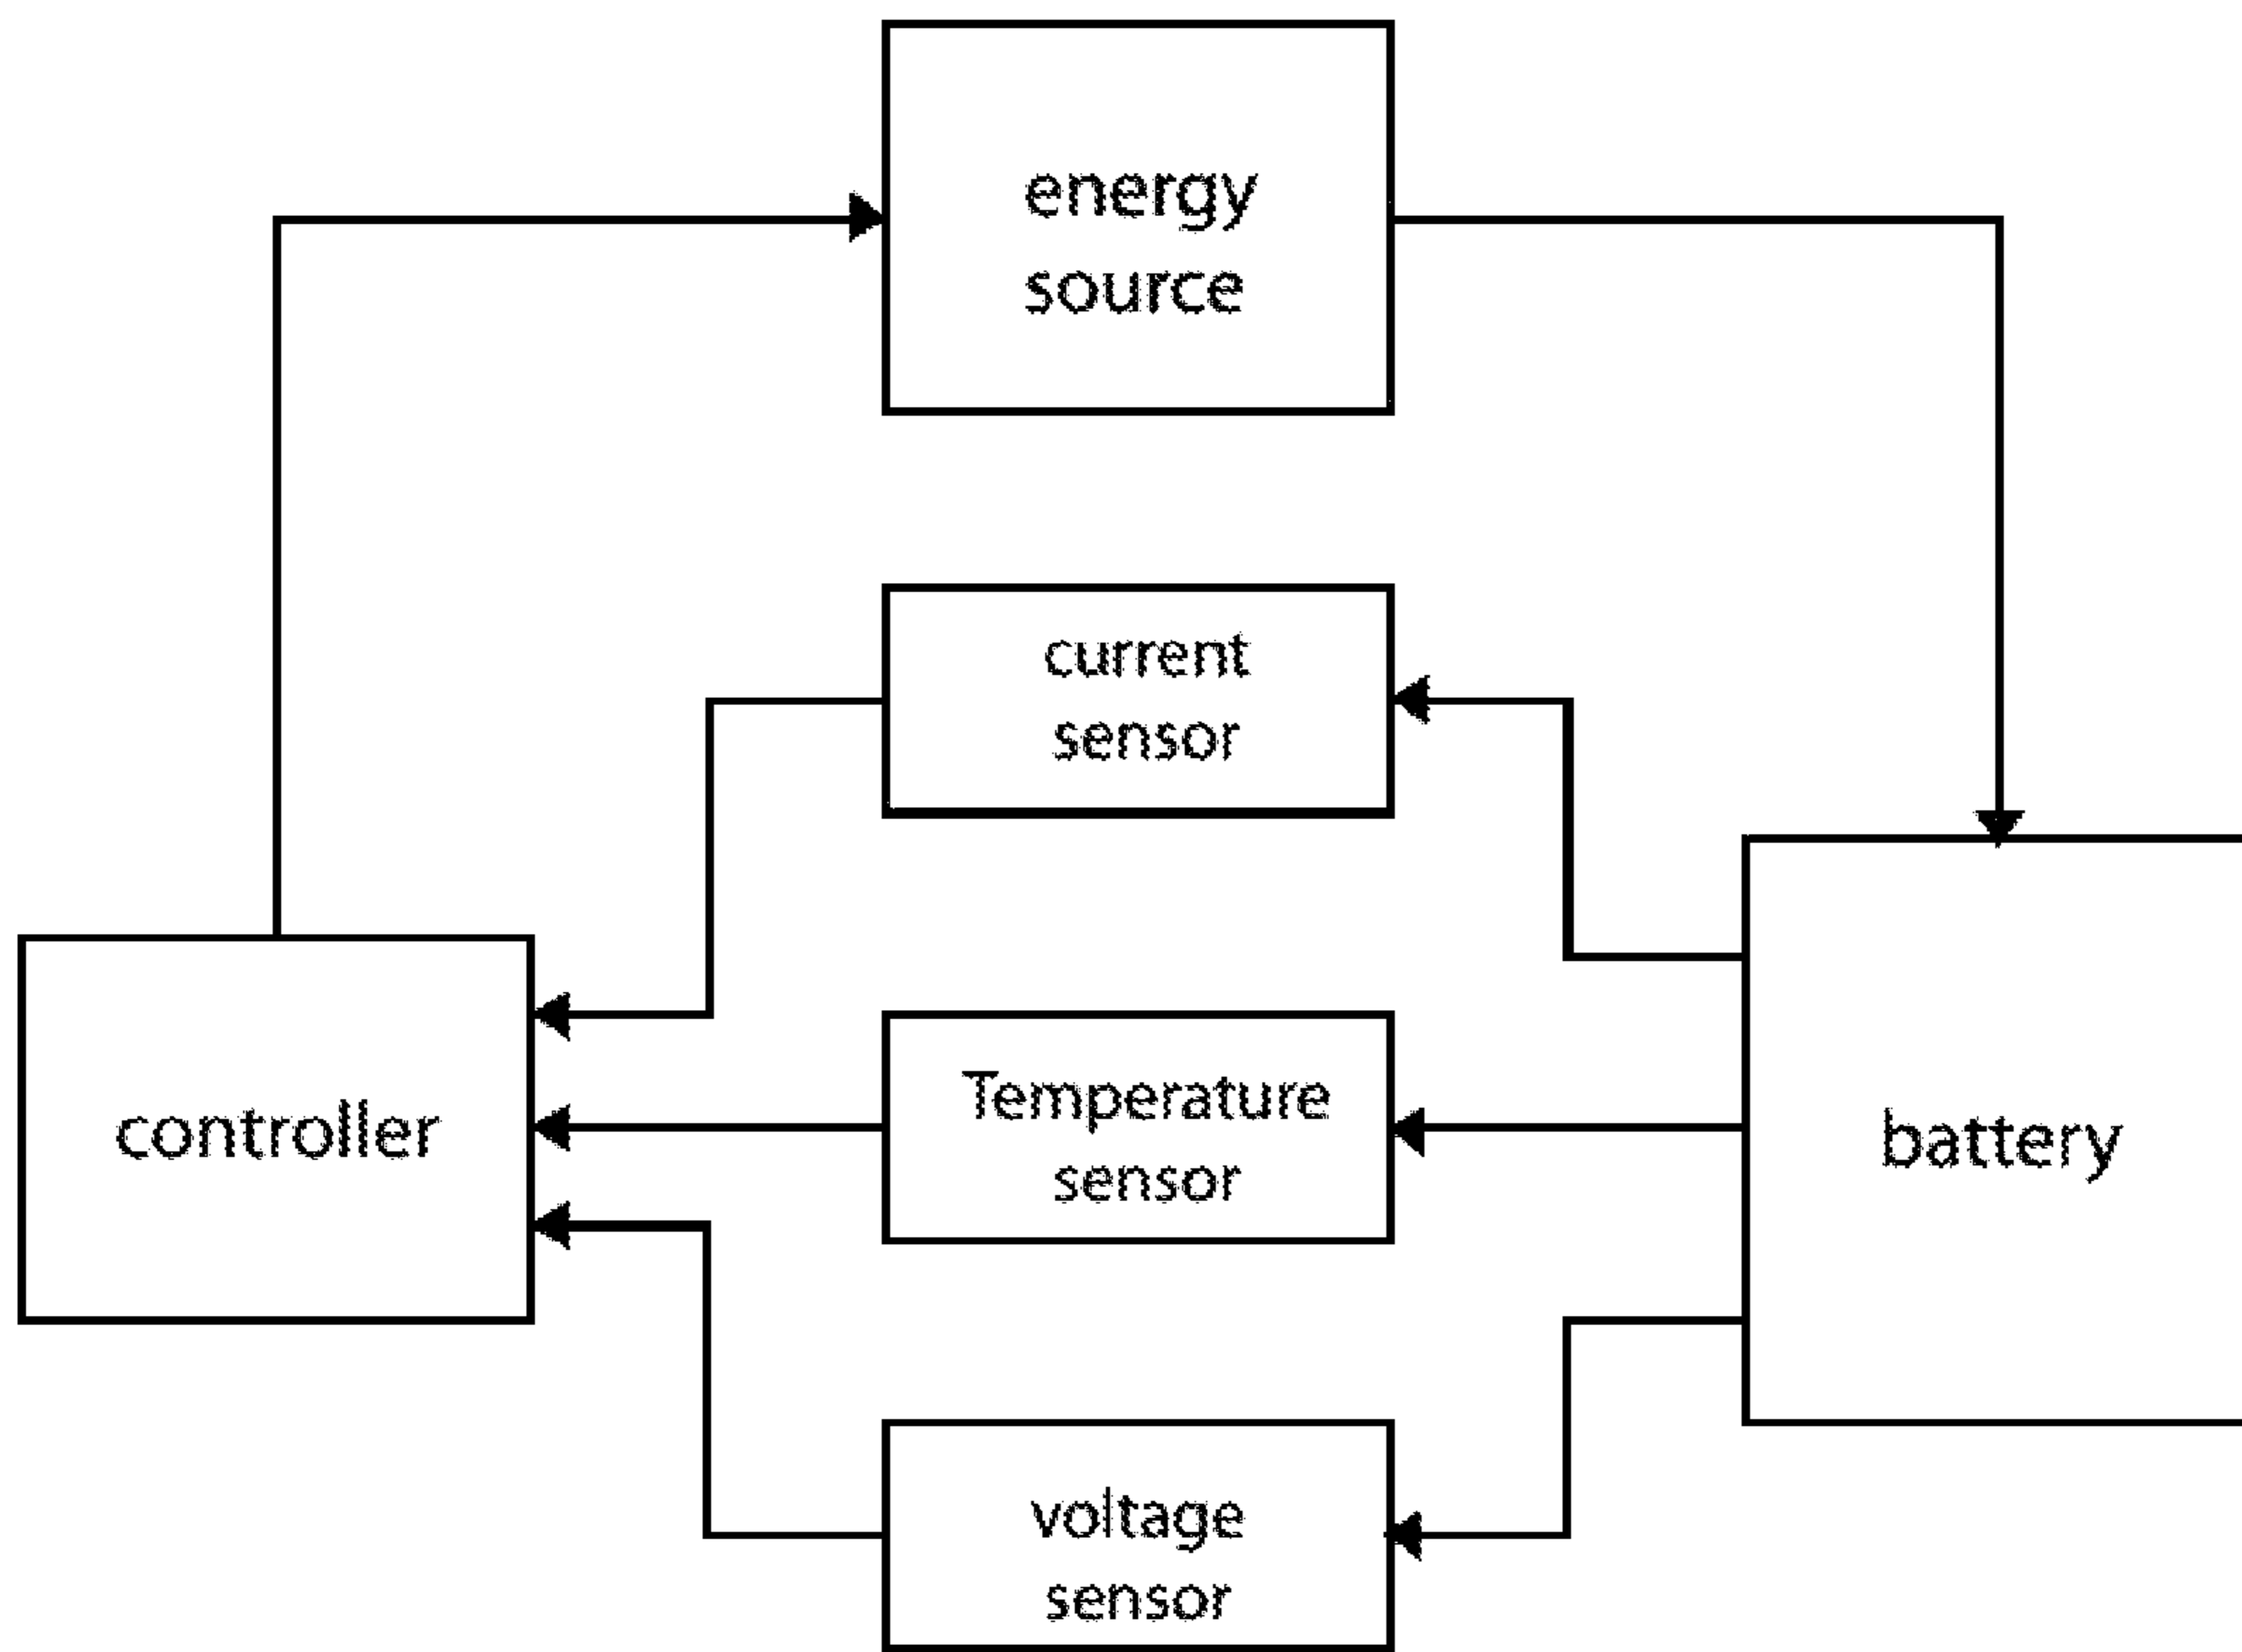 energy
source
current
sensor
controller
Temperature
sensor
battery
voltage
sensor